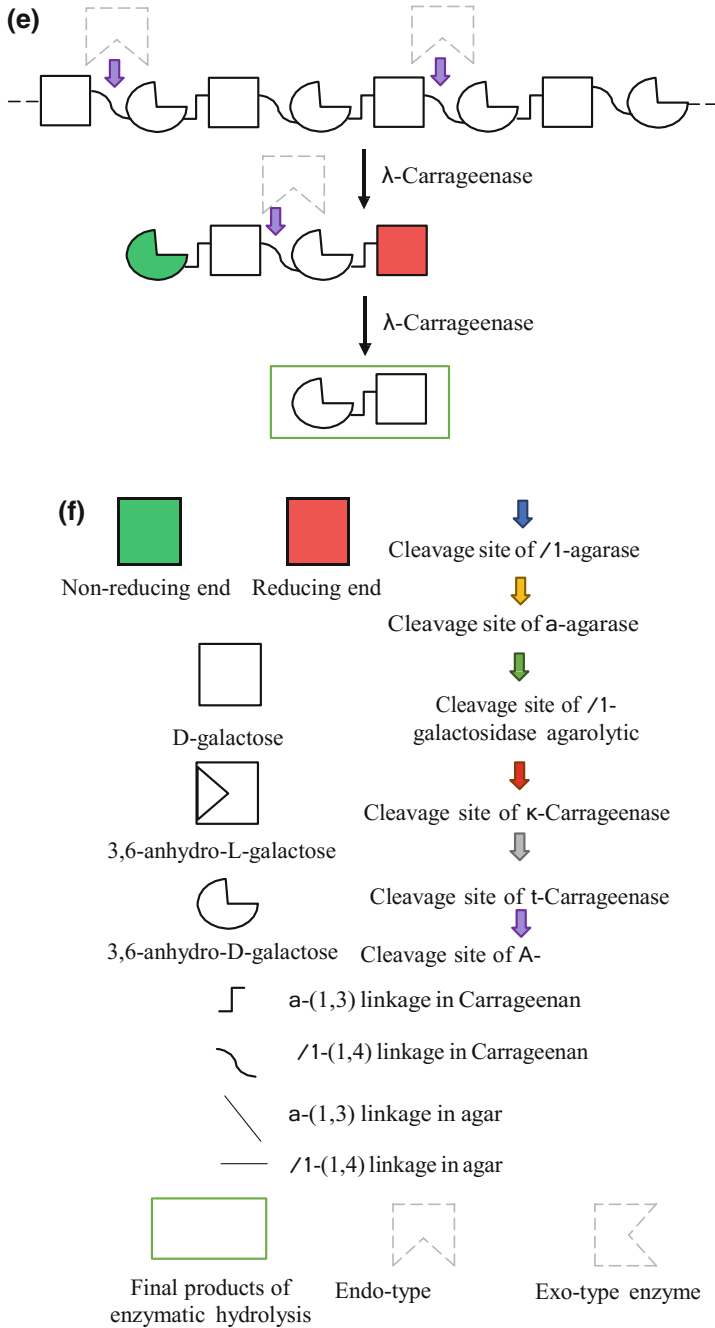 (e)
λ-Carrageenase
λ-Carrageenase
(f)
Non-reducing end
Reducing end
D-galactose
3,6-anhydro-L-galactose
3,6-anhydro-D-galactose
Cleavage site of /1-agarase
Cleavage site of a-agarase
Cleavage site of /1-
galactosidase agarolytic
Cleavage site of κ-Carrageenase
Cleavage site of t-Carrageenase
Cleavage site of A-
a-(1,3) linkage in Carrageenan
/1-(1,4) linkage in Carrageenan
a-(1,3) linkage in agar
/1-(1,4) linkage in agar
Final products of
enzymatic hydrolysis
Endo-type
Exo-type enzyme